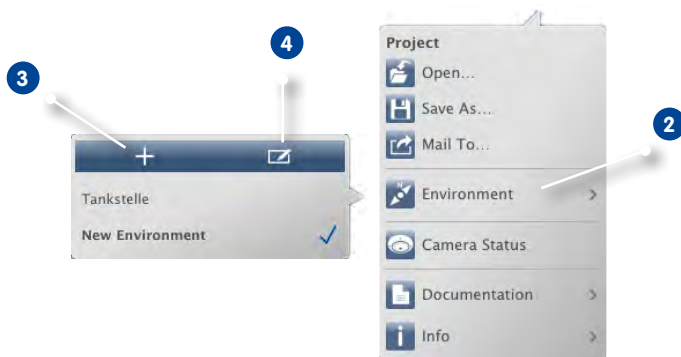 4
3
+
Tankstelle
New Environment
Project
Open...
Save As...
Mail To...
2
Environment
Camera Status
Documentation
Info